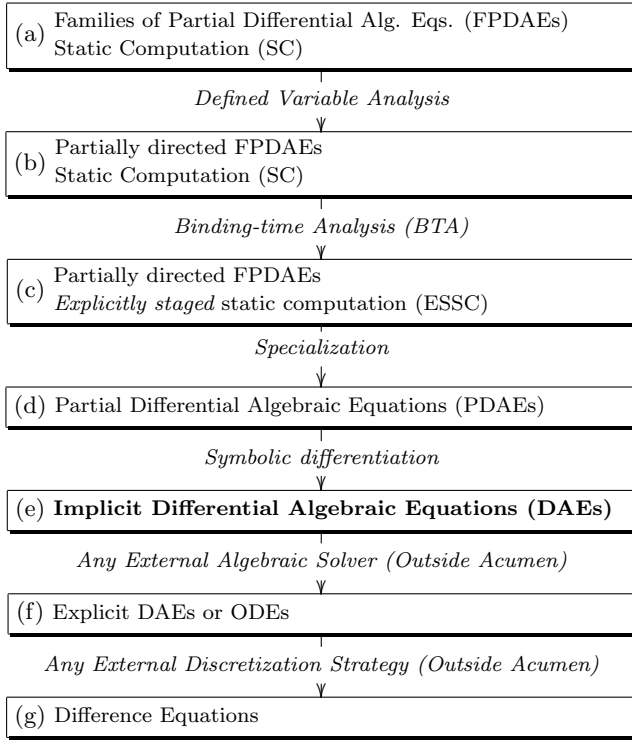 (a) Families of Partial Differential Alg. Eqs. (FPDAEs)
Static Computation (SC)
Defined Variable Analysis
(b) Partially directed FPDAEs
Static Computation (SC)
Binding-time Analysis (BTA)
(c) Partially directed FPDAEs
Explicitly staged static computation (ESSC)
Specialization
(d) Partial Differential Algebraic Equations (PDAEs)
Symbolic differentiation
(e) Implicit Differential Algebraic Equations (DAEs)
Any External Algebraic Solver (Outside Acumen)
(f) Explicit DAEs or ODEs
Any External Discretization Strategy (Outside Acumen)
(g) Difference Equations